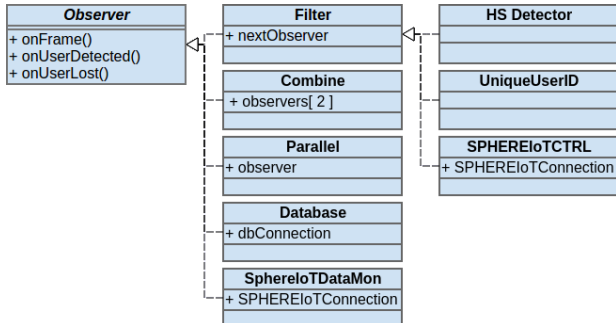 Observer
+ onFrame()
+ onUserDetected()
+ onUserLost()
Filter
+ nextObserver
Combine
+ observers[ 2 ]
Parallel
+ observer
Database
+ dbConnection
SphereIoTDataMon
+ SPHEREIoTConnection
HS Detector
UniqueUserID
SPHEREIoTCTRL
+ SPHEREIoTConnection